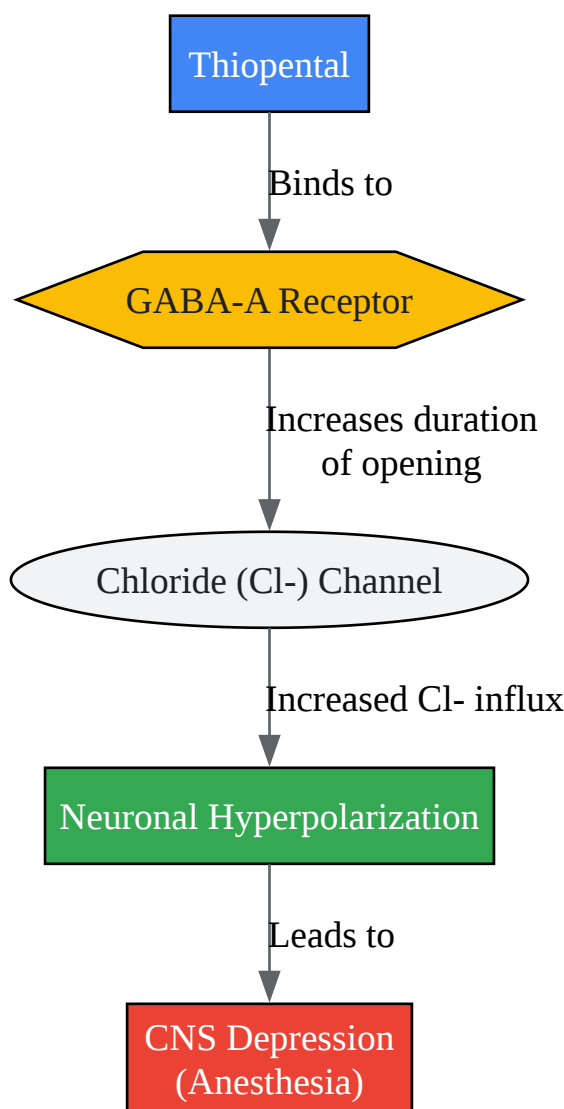 Thiopental
Binds to
GABA-A Receptor
Increases duration
of opening
Chloride (Cl-) Channel
Increased Cl- influx
Neuronal Hyperpolarization
Leads to
CNS Depression
(Anesthesia)